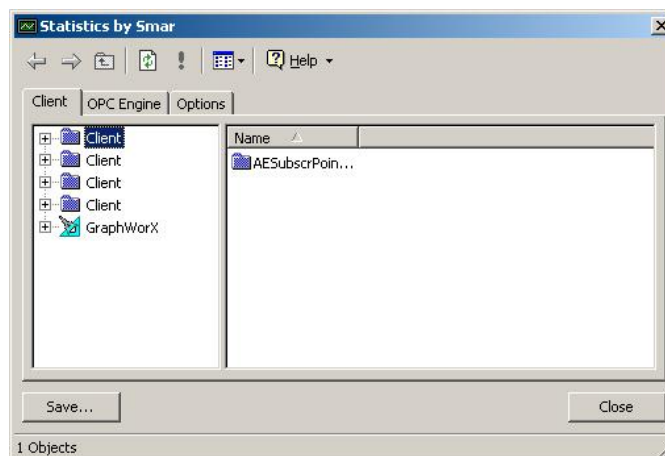 Statistics by Smar
Help
Client OPC Engine Options
Client Name
Client AESubscrPoin...
Client
Client
GraphWorX
Save... Close
1 Objects